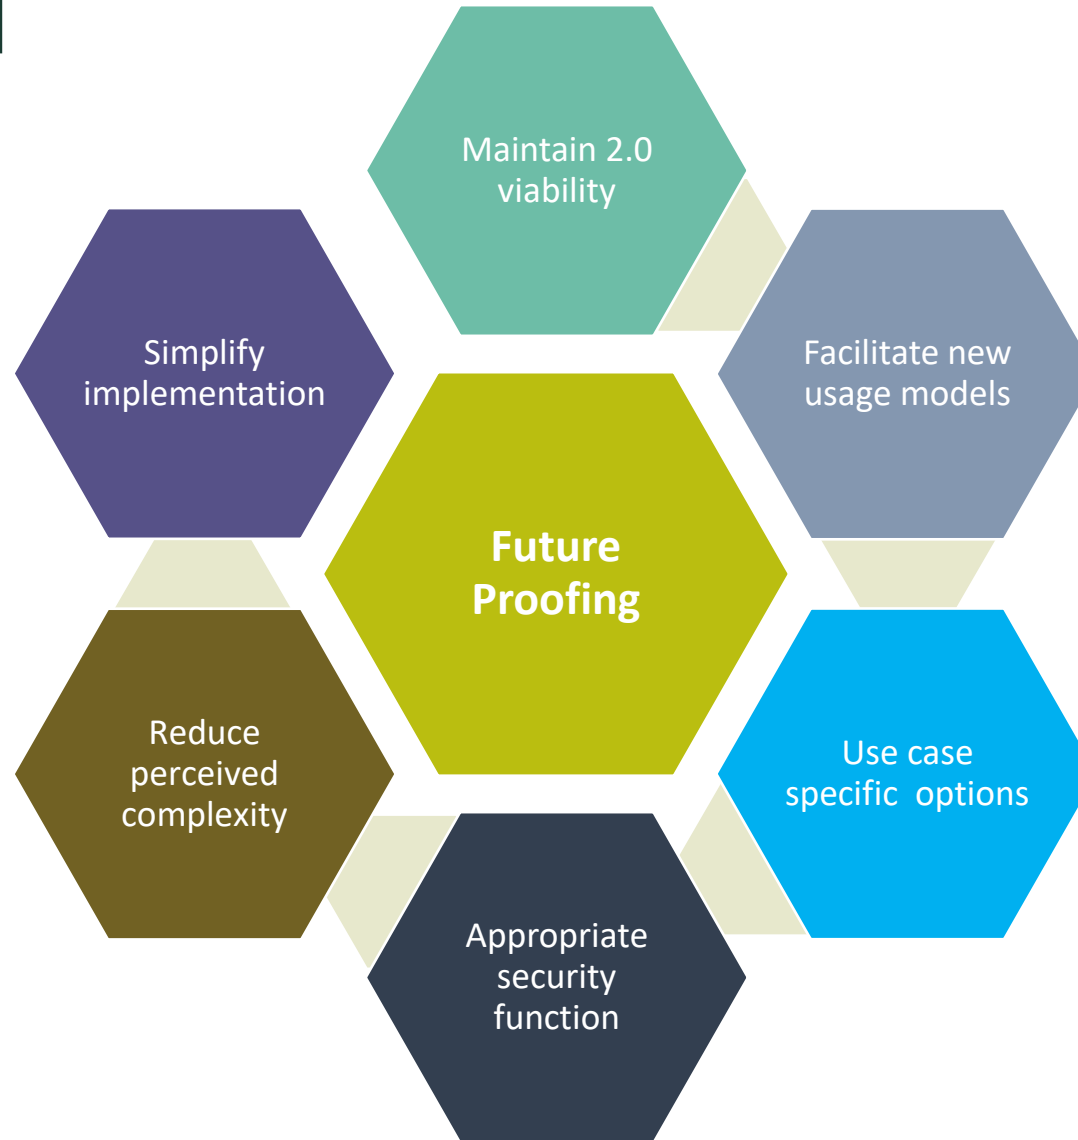 Maintain 2.0
viability
Facilitate new
usage models
Use case
specific  options
Appropriate
security
function
Reduce
perceived
complexity
Simplify
implementation
Future
Proofing